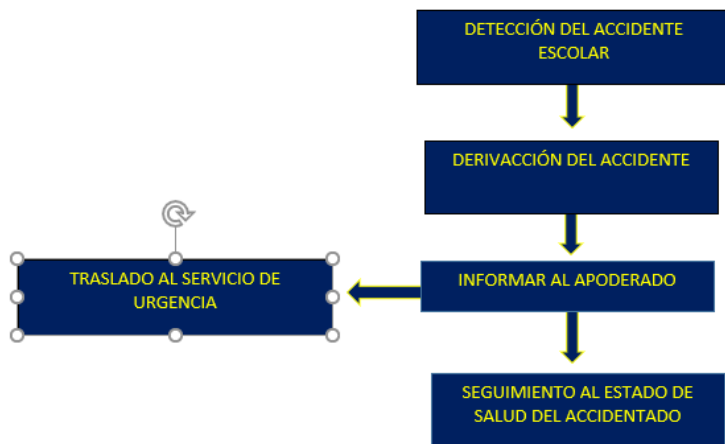 DETECCIÓN DEL ACCIDENTE
ESCOLAR
DERIVACCIÓN DEL ACCIDENTE
TRASLADO AL SERVICIO DE
URGENCIA
INFORMAR AL APODERADO
SEGUIMIENTO AL ESTADO DE
SALUD DEL ACCIDENTADO